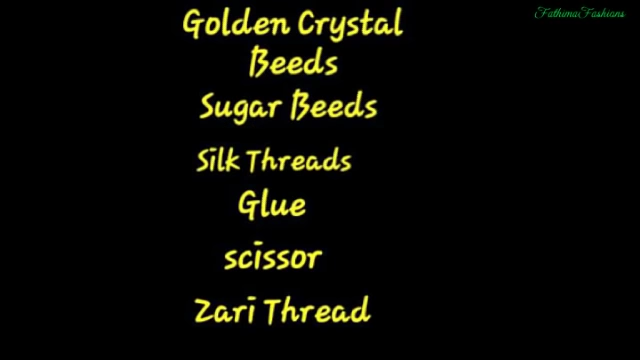 FathimaFashions
Golden Crystal
Beeds
Sugar Beeds
Silk Threads
Glue
scissor
Zari Thread